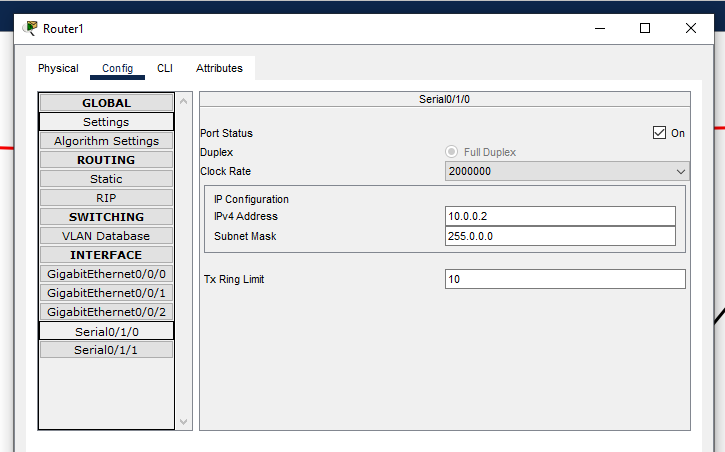 Router1
Physical Config CLI Attributes
GLOBAL
Settings
Algorithm Settings
ROUTING
Static
RIP
SWITCHING
VLAN Database
INTERFACE
GigabitEthernet0/0/0
GigabitEthernet0/0/1
GigabitEthernet0/0/2
Serial0/1/0
Serial0/1/1
Serial0/1/0
Port Status On
Duplex Full Duplex
Clock Rate 2000000
IP Configuration
IPv4 Address 10.0.0.2
Subnet Mask 255.0.0.0
Tx Ring Limit 10